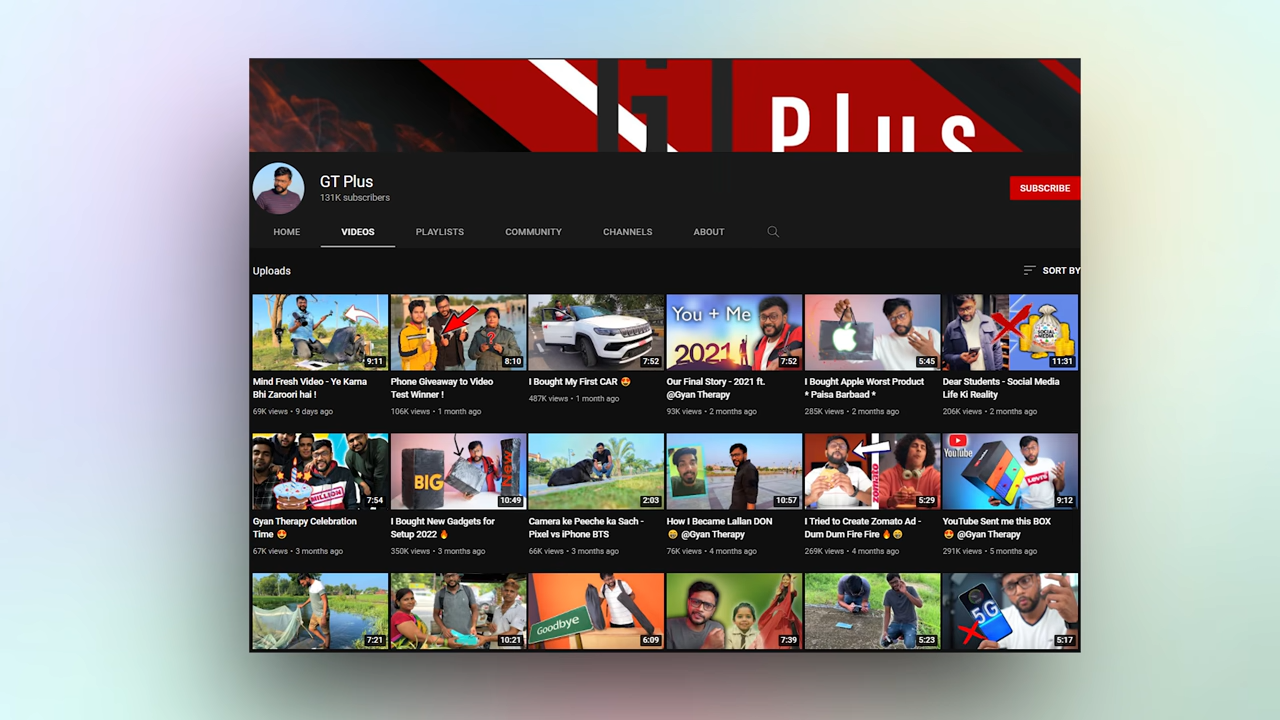 Plus
GT Plus
131K subscribers
SUBSCRIBE
HOME
VIDEOS
PLAYLISTS
COMMUNITY
CHANNELS
ABOUT
Uploads
SORT BY
You + Me
2021
9:11
8:10
7:52
7:52
5:45
11:31
Mind Fresh Video - Ye Karna
Bhi Zaroori hai !
69K views • 9 days ago
Phone Giveaway to Video
Test Winner !
106K views • 1 month ago
I Bought My First CAR 😍
487K views • 1 month ago
Our Final Story - 2021 ft.
@Gyan Therapy
93K views • 2 months ago
I Bought Apple Worst Product
* Paisa Barbaad *
285K views • 2 months ago
Dear Students - Social Media
Life Ki Reality
206K views • 2 months ago
MILLION
BIG
New
zomato
YouTube
Levi's
7:54
10:49
2:03
10:57
5:29
9:12
Gyan Therapy Celebration
Time 😍
67K views • 3 months ago
I Bought New Gadgets for
Setup 2022 🔥
350K views • 3 months ago
Camera ke Peeche ka Sach -
Pixel vs iPhone BTS
66K views • 3 months ago
How I Became Lallan DON
😂 @Gyan Therapy
76K views • 4 months ago
I Tried to Create Zomato Ad -
Dum Dum Fire Fire 🔥😂
269K views • 4 months ago
YouTube Sent me this BOX
😍 @Gyan Therapy
291K views • 5 months ago
Goodbye
5G
7:21
10:21
6:09
7:39
5:23
5:17